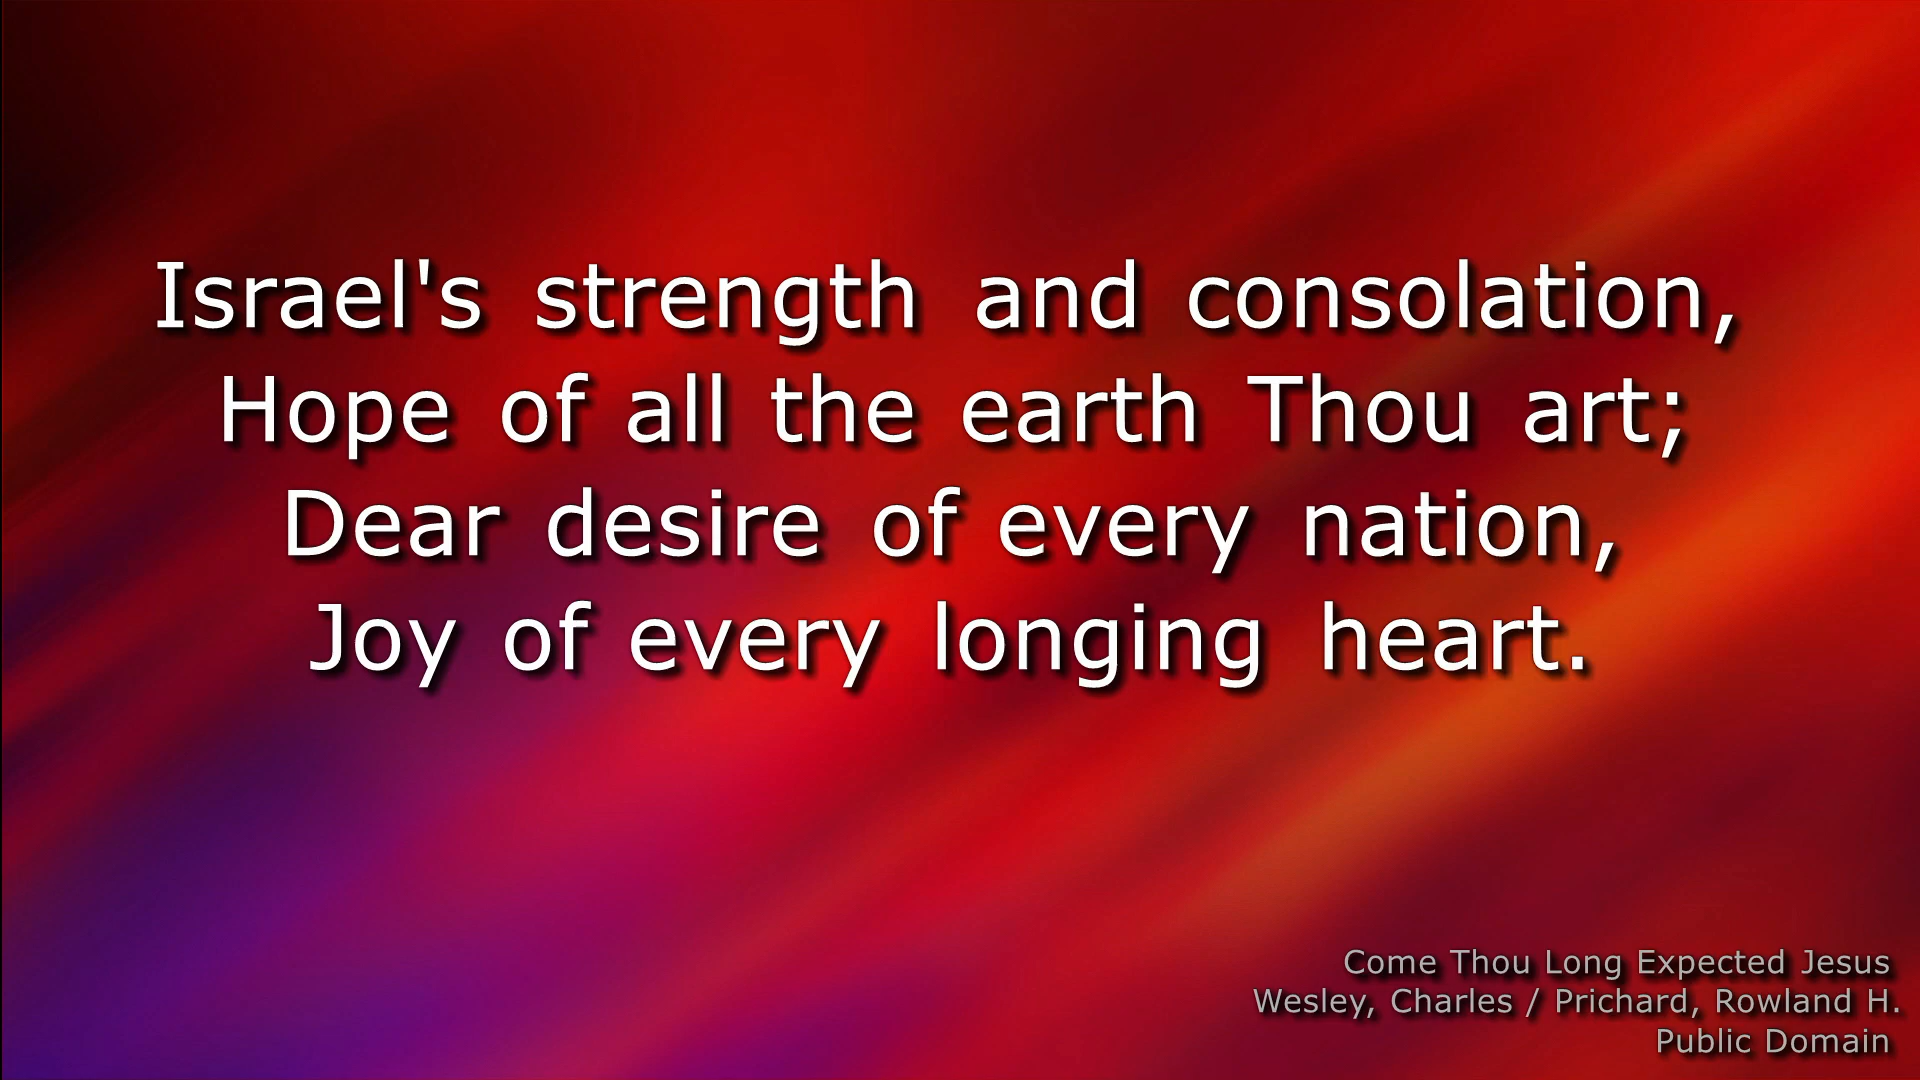 Israel's strength and consolation,
Hope of all the earth Thou art;
Dear desire of every nation,
Joy of every longing heart.
Come Thou Long Expected Jesus
Wesley, Charles / Prichard, Rowland H.
Public Domain